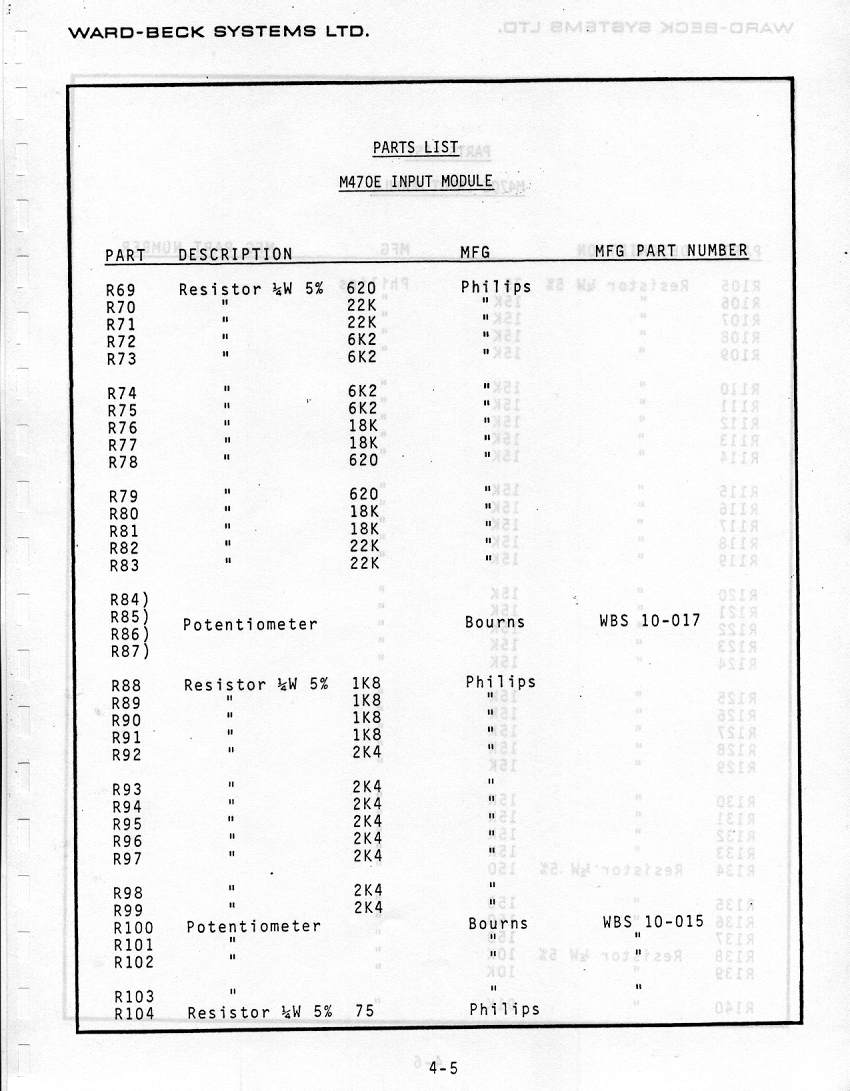 WARD-BECK SYSTEMS LTD.
PARTS LIST
M470E INPUT MODULE
PART DESCRIPTION MFG MFG PART NUMBER
R69 Resistor ¼W 5% 620 Philips
R70 " 22K "
R71 " 22K "
R72 " 6K2 "
R73 " 6K2 "
R74 " 6K2 "
R75 " 6K2 "
R76 " 18K "
R77 " 18K "
R78 " 620 "
R79 " 620 "
R80 " 18K "
R81 " 18K "
R82 " 22K "
R83 " 22K "
R84)
R85)
R86) Potentiometer Bourns WBS 10-017
R87)
R88 Resistor ¼W 5% 1K8 Philips
R89 " 1K8 "
R90 " 1K8 "
R91 " 1K8 "
R92 " 2K4 "
R93 " 2K4 "
R94 " 2K4 "
R95 " 2K4 "
R96 " 2K4 "
R97 " 2K4 "
R98 " 2K4 "
R99 " 2K4 "
R100 Potentiometer Bourns WBS 10-015
R101 " " "
R102 " " "
R103 " " "
R104 Resistor ¼W 5% 75 Philips
4-5